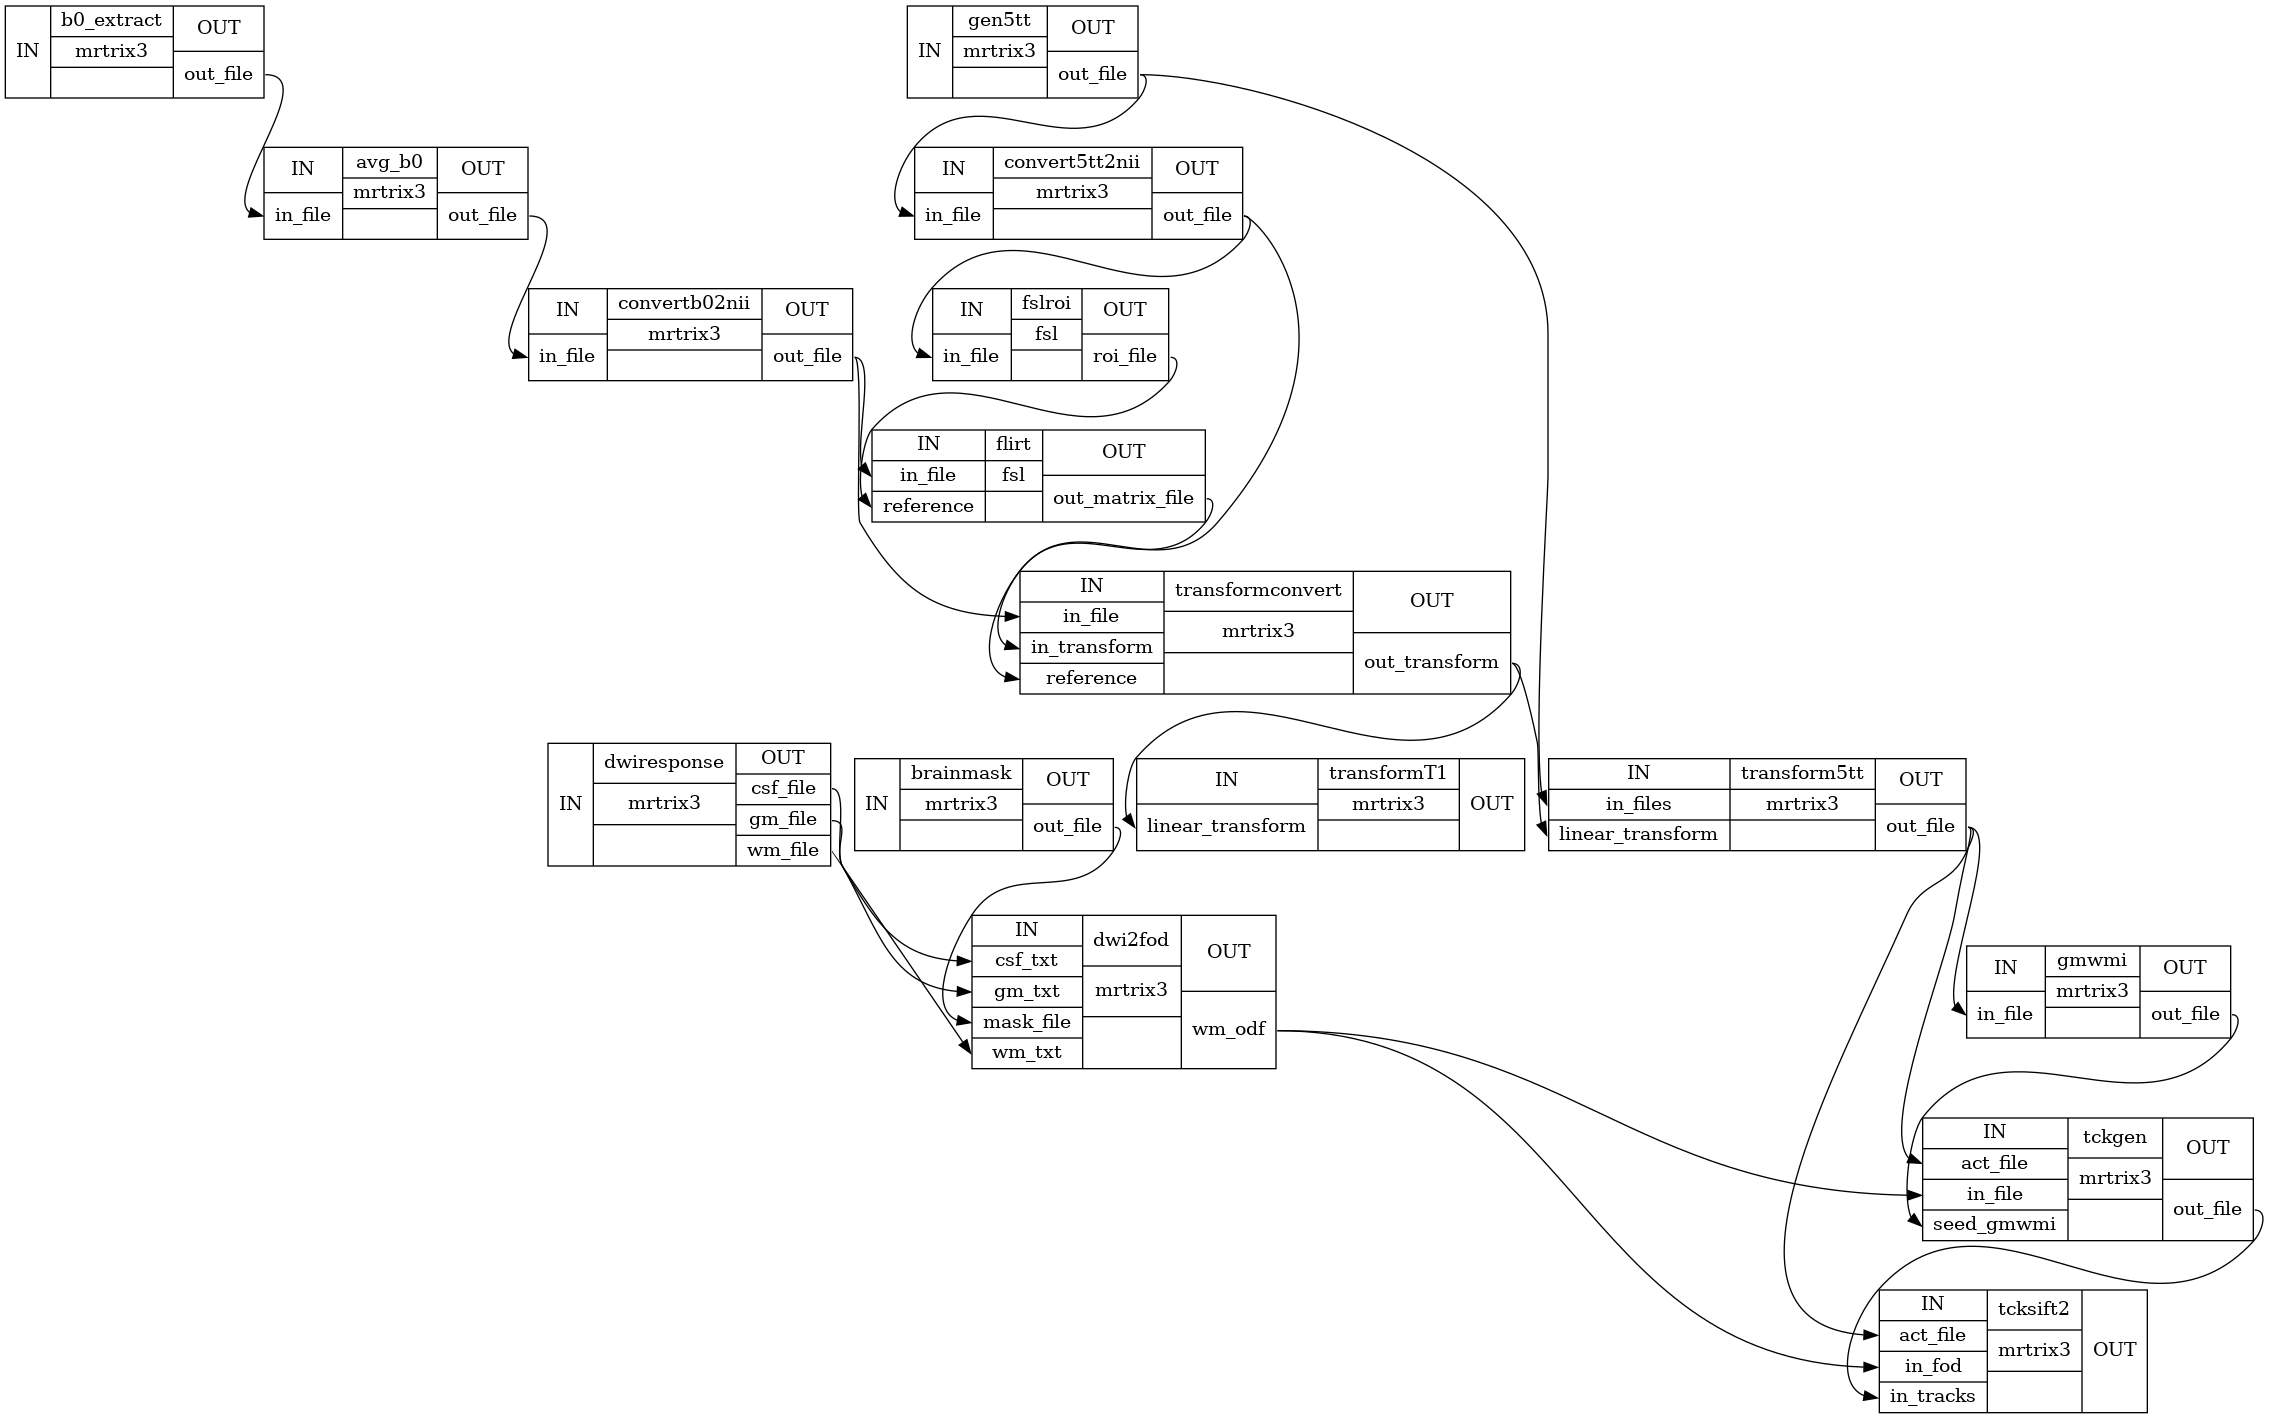 IN b0_extract OUT
mrtrix3
out_file
IN gen5tt OUT
mrtrix3
out_file
IN avg_b0 OUT
mrtrix3
in_file out_file
IN convert5tt2nii OUT
mrtrix3
in_file out_file
IN convertb02nii OUT
mrtrix3
in_file out_file
IN fslroi OUT
fsl
in_file roi_file
IN flirt OUT
in_file fsl
reference out_matrix_file
IN transformconvert OUT
in_file mrtrix3
in_transform out_transform
reference
IN dwiresponse OUT
mrtrix3 csf_file
gm_file
wm_file
IN brainmask OUT
mrtrix3
out_file
IN transformT1 OUT
mrtrix3
linear_transform
IN transform5tt OUT
in_files mrtrix3
linear_transform out_file
IN dwi2fod OUT
csf_txt mrtrix3
gm_txt wm_odf
mask_file
wm_txt
IN gmwmi OUT
mrtrix3
in_file out_file
IN tckgen OUT
act_file mrtrix3
in_file out_file
seed_gmwmi
IN tcksift2 OUT
act_file mrtrix3
in_fod
in_tracks